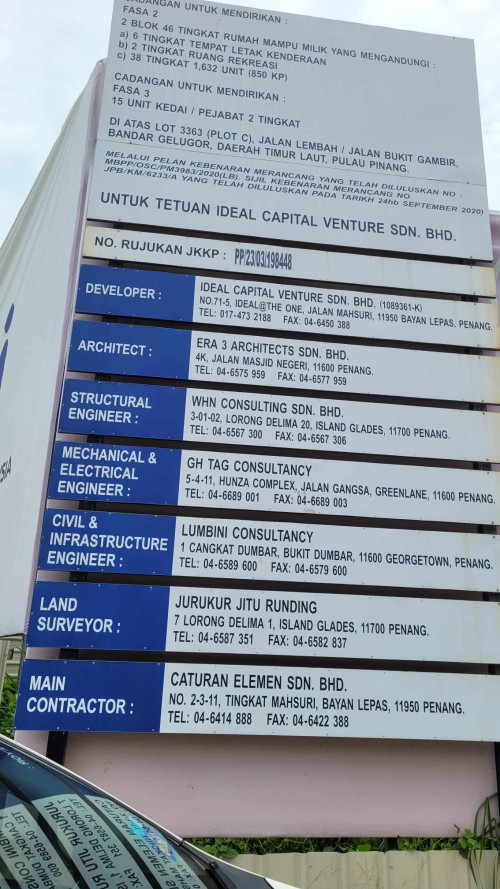 CADANGAN UNTUK MENDIRIKAN :
FASA 2
2 BLOK 46 TINGKAT RUMAH MAMPU MILIK YANG MENGANDUNGI :
a) 6 TINGKAT TEMPAT LETAK KENDERAAN
b) 2 TINGKAT RUANG REKREASI
c) 38 TINGKAT 1,632 UNIT (850 KP)
CADANGAN UNTUK MENDIRIKAN :
FASA 3
15 UNIT KEDAI / PEJABAT 2 TINGKAT
DI ATAS LOT 3363 (PLOT C), JALAN LEMBAH / JALAN BUKIT GAMBIR,
BANDAR GELUGOR, DAERAH TIMUR LAUT, PULAU PINANG.
MELALUI PELAN KEBENARAN MERANCANG YANG TELAH DILULUSKAN NO :
MBPP/OSC/PM3983/2020(LB). SIJIL KEBENARAN MERANCANG NO.
JPB/KM/6233/A YANG TELAH DILULUSKAN PADA TARIKH 24hb SEPTEMBER 2020)
UNTUK TETUAN IDEAL CAPITAL VENTURE SDN. BHD.
NO. RUJUKAN JKKP : PP/23/03/198448
DEVELOPER :
IDEAL CAPITAL VENTURE SDN. BHD. (1089361-K)
NO.71-5, IDEAL@THE ONE, JALAN MAHSURI, 11950 BAYAN LEPAS, PENANG.
TEL: 017-473 2188 FAX: 04-6450 388
ARCHITECT :
ERA 3 ARCHITECTS SDN. BHD.
4K, JALAN MASJID NEGERI, 11600 PENANG.
TEL: 04-6575 959 FAX: 04-6577 959
STRUCTURAL
ENGINEER :
WHN CONSULTING SDN. BHD.
3-01-02, LORONG DELIMA 20, ISLAND GLADES, 11700 PENANG.
TEL: 04-6567 300 FAX: 04-6567 306
MECHANICAL &
ELECTRICAL
ENGINEER :
GH TAG CONSULTANCY
5-4-11, HUNZA COMPLEX, JALAN GANGSA, GREENLANE, 11600 PENANG.
TEL: 04-6689 001 FAX: 04-6689 003
CIVIL &
INFRASTRUCTURE
ENGINEER :
LUMBINI CONSULTANCY
1 CANGKAT DUMBAR, BUKIT DUMBAR, 11600 GEORGETOWN, PENANG.
TEL: 04-6589 600 FAX: 04-6579 600
LAND
SURVEYOR :
JURUKUR JITU RUNDING
7 LORONG DELIMA 1, ISLAND GLADES, 11700 PENANG.
TEL: 04-6587 351 FAX: 04-6582 837
MAIN
CONTRACTOR :
CATURAN ELEMEN SDN. BHD.
NO. 2-3-11, TINGKAT MAHSURI, BAYAN LEPAS, 11950 PENANG.
TEL: 04-6414 888 FAX: 04-6422 388